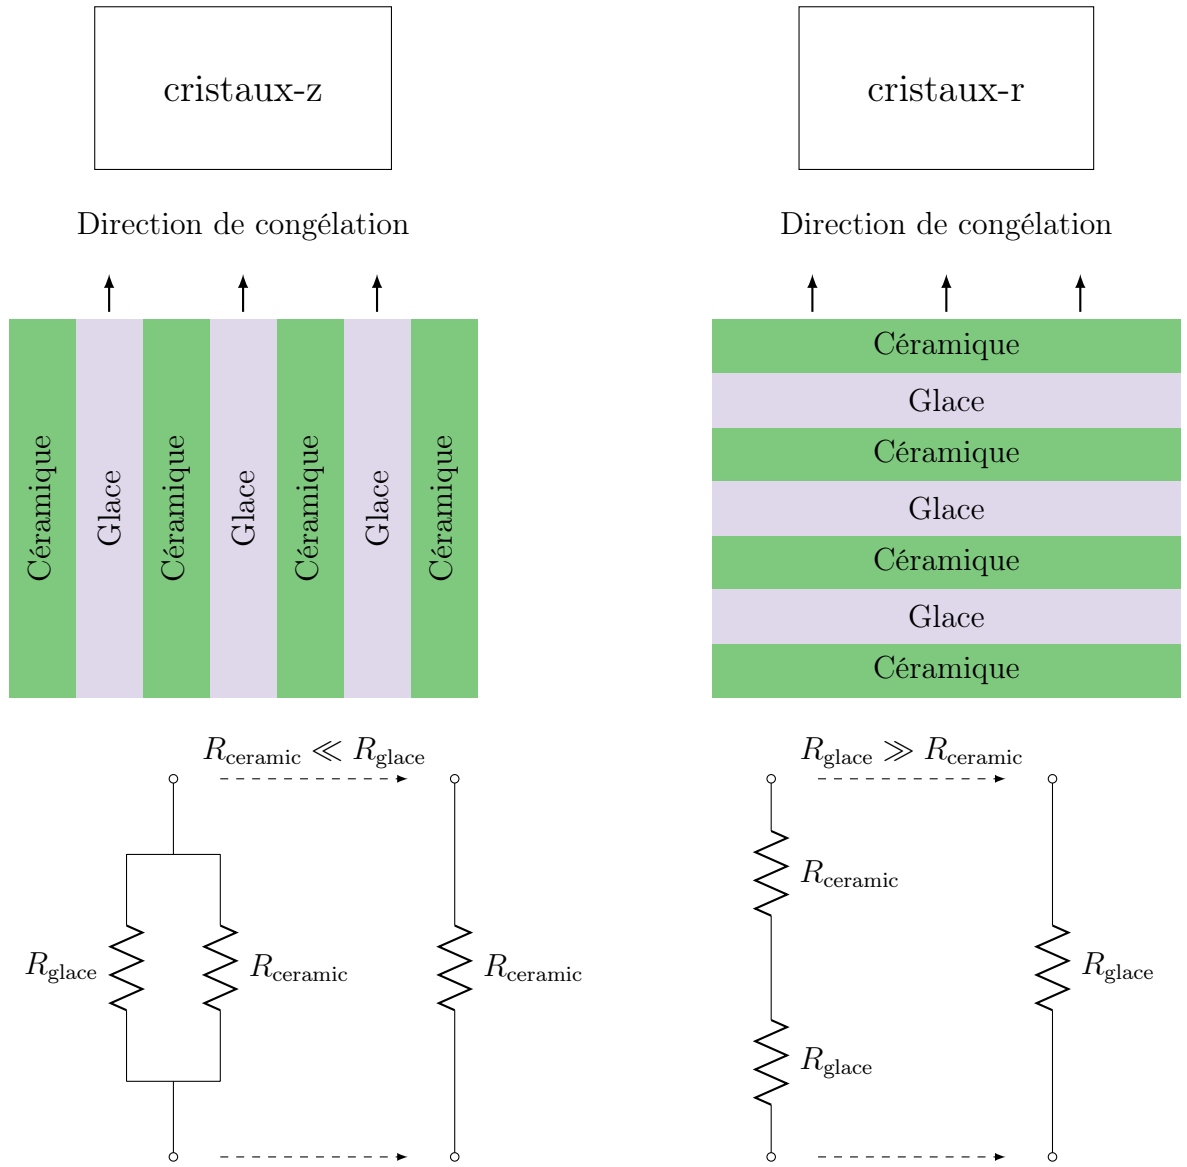 cristaux-z
Direction de congélation
Céramique
Glace
Céramique
Glace
Céramique
Glace
Céramique
R_ceramic ≪ R_glace
R_glace
R_ceramic
R_ceramic
cristaux-r
Direction de congélation
Céramique
Glace
Céramique
Glace
Céramique
Glace
Céramique
R_glace ≫ R_ceramic
R_ceramic
R_glace
R_glace